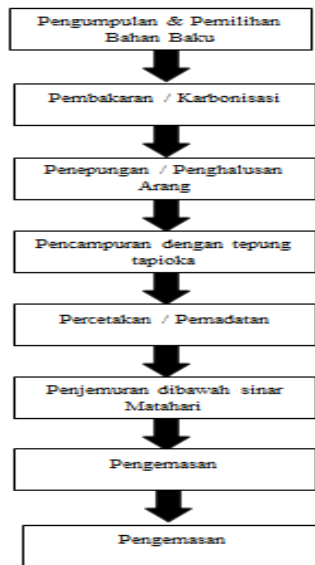 Pengumpulan & Pemilihan
Bahan Baku
Pembakaran / Karbonisasi
Penepungan / Penghalusan
Arang
Pencampuran dengan tepung
tapioka
Percetakan / Pemadatan
Penjemuran dibawah sinar
Matahari
Pengemasan
Pengemasan